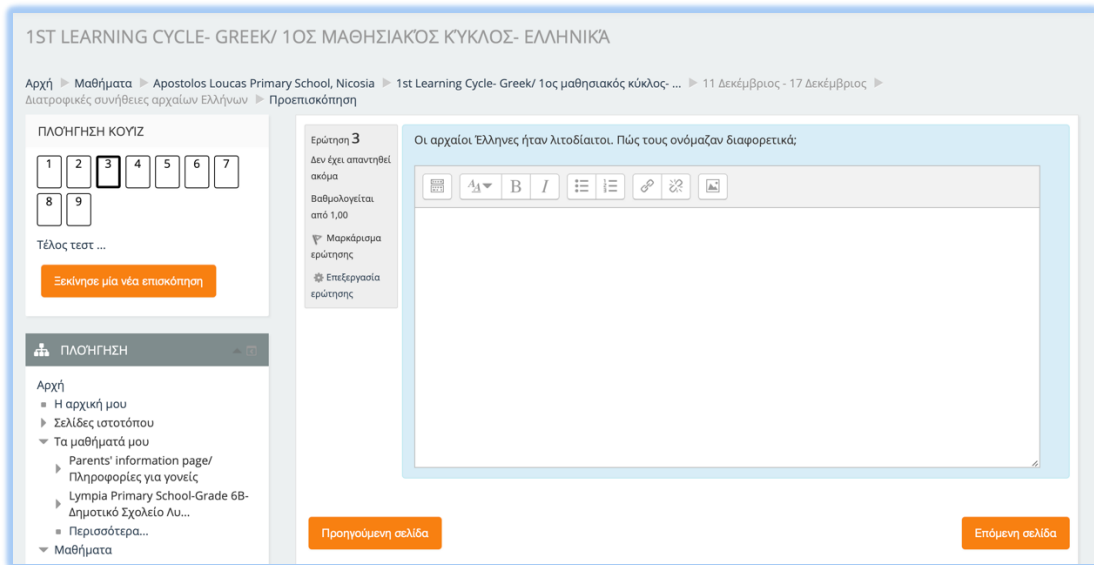 1ST LEARNING CYCLE- GREEK/ 1ΟΣ ΜΑΘΗΣΙΑΚΌΣ ΚΎΚΛΟΣ- ΕΛΛΗΝΙΚΆ
Αρχή Μαθήματα Apostolos Loucas Primary School, Nicosia 1st Learning Cycle- Greek/ 1ος μαθησιακός κύκλος- ... 11 Δεκέμβριος - 17 Δεκέμβριος
Διατροφικές συνήθειες αρχαίων Ελλήνων Προεπισκόπηση
ΠΛΟΉΓΗΣΗ ΚΟΥΊΖ
1 2 3 4 5 6 7
8 9
Τέλος τεστ ...
Ξεκίνησε μία νέα επισκόπηση
ΠΛΟΉΓΗΣΗ
Αρχή
Η αρχική μου
Σελίδες ιστοτόπου
Τα μαθήματά μου
Parents' information page/
Πληροφορίες για γονείς
Lympia Primary School-Grade 6B-
Δημοτικό Σχολείο Λυ...
Περισσότερα...
Μαθήματα
Ερώτηση 3
Δεν έχει απαντηθεί
ακόμα
Βαθμολογείται
από 1,00
Μαρκάρισμα
ερώτησης
Επεξεργασία
ερώτησης
Οι αρχαίοι Έλληνες ήταν λιτοδίαιτοι. Πώς τους ονόμαζαν διαφορετικά;
B I
Προηγούμενη σελίδα
Επόμενη σελίδα